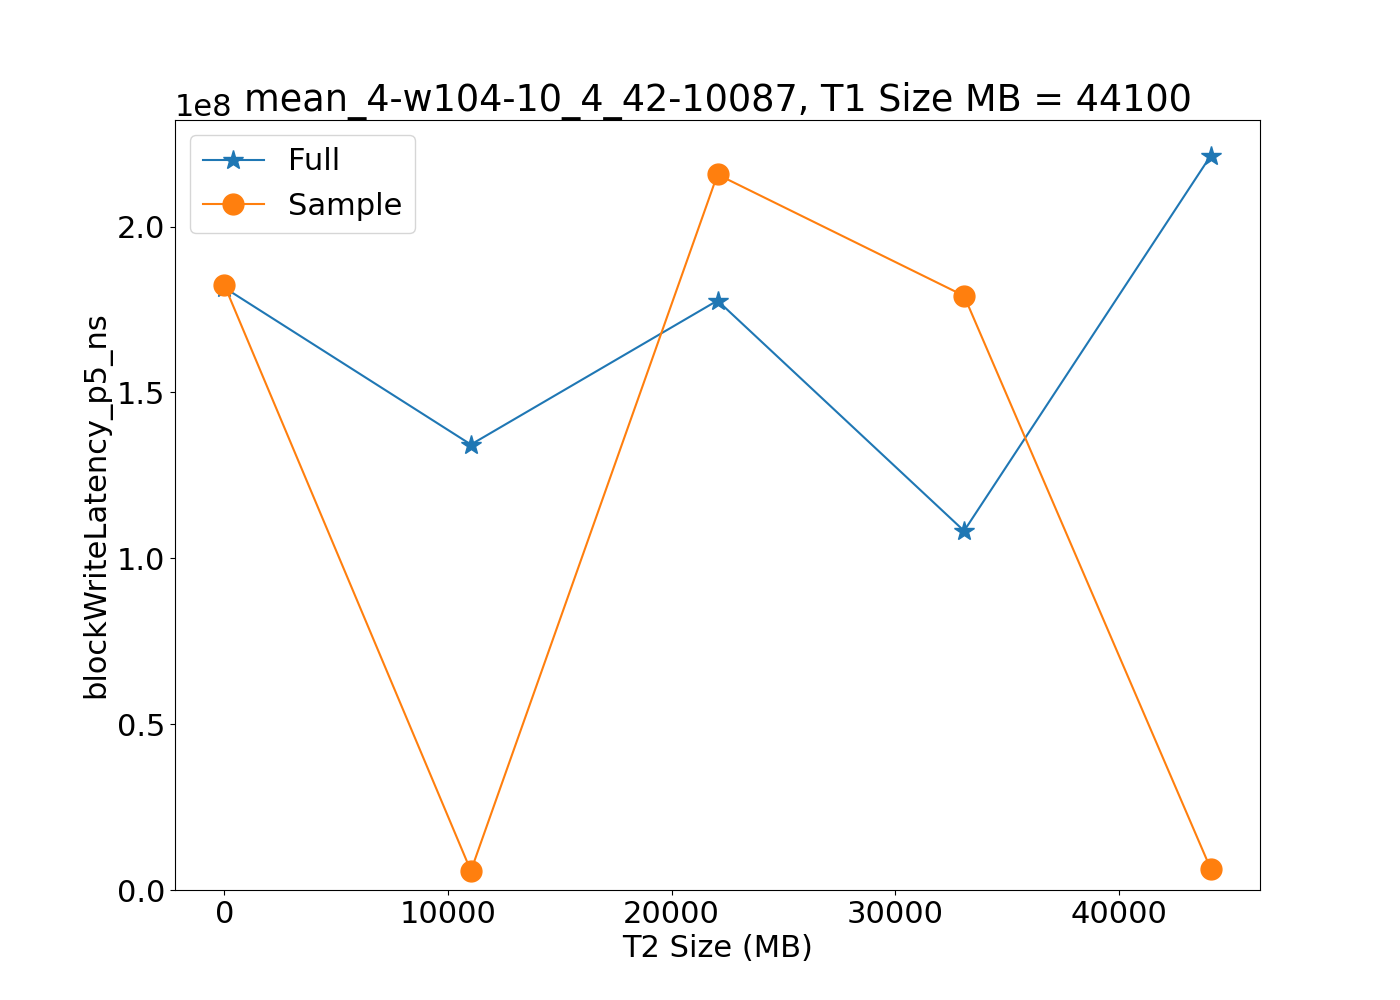 1e8
mean_4-w104-10_4_42-10087, T1 Size MB = 44100
Full
Sample
2.0
1.5
1.0
0.5
0.0
blockWriteLatency_p5_ns
0 10000 20000 30000 40000
T2 Size (MB)